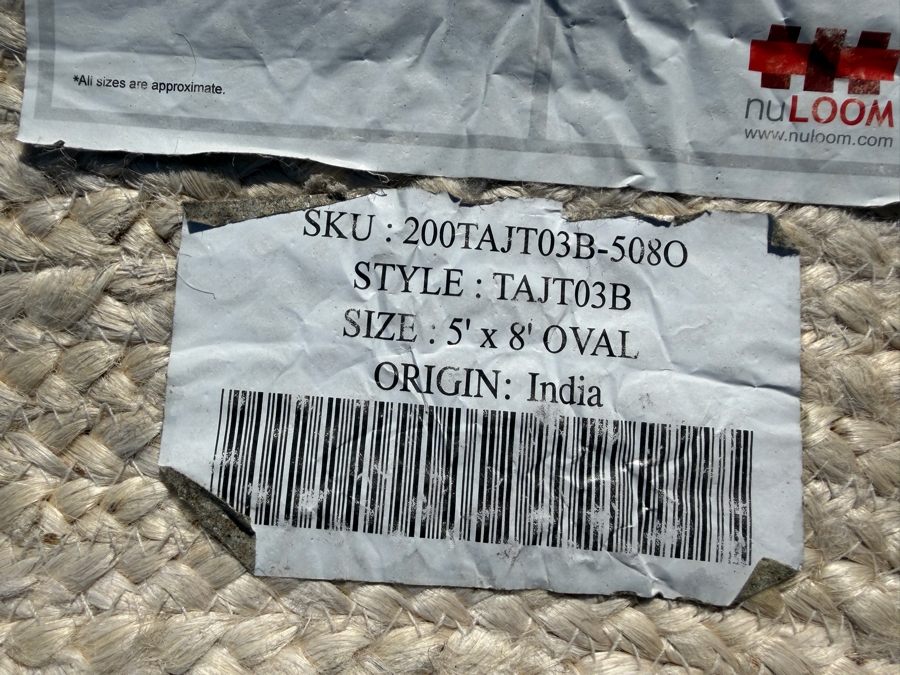 *All sizes are approximate.
nuLOOM
www.nuloom.com
SKU : 200TAJT03B-508O
STYLE : TAJT03B
SIZE : 5' x 8' OVAL
ORIGIN: India